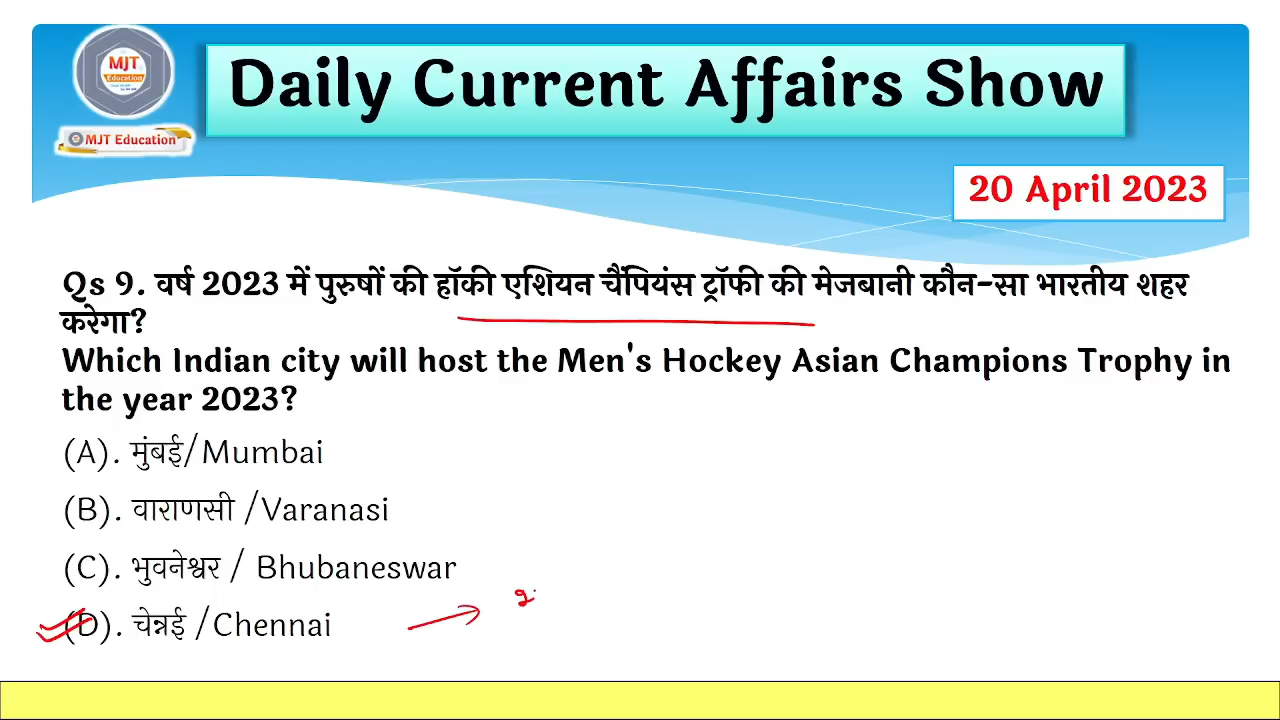 MJT
Education
MJT Education
Daily Current Affairs Show
20 April 2023
Qs 9. वर्ष 2023 में पुरुषों की हॉकी एशियन चैंपियंस ट्रॉफी की मेजबानी कौन-सा भारतीय शहर
करेगा?
Which Indian city will host the Men's Hockey Asian Champions Trophy in
the year 2023?
(A). मुंबई/Mumbai
(B). वाराणसी /Varanasi
(C). भुवनेश्वर / Bhubaneswar
(D). चेन्नई /Chennai